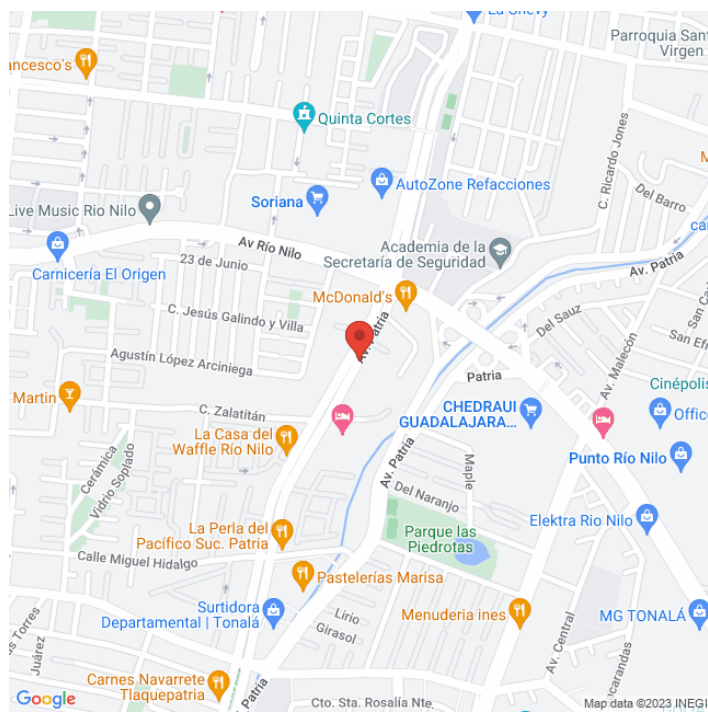 La Chevy
Parroquia Sant
Virgen
ancesco's
Quinta Cortes
C. Ricardo Jones
M
AutoZone Refacciones
Soriana
Del Barro
Live Music Rio Nilo
Av Río Nilo
Academia de la
Secretaría de Seguridad
Carnicería El Origen
23 de Junio
Av. Patria
McDonald's
C. Jesús Galindo y Villa
Av. Patria
Del Sauz
San Efr
Agustín López Arciniega
Av. Malecón
Patria
Cinépolis
Martin
C. Zalatitán
CHEDRAUI
GUADALAJARA...
Office
La Casa del
Waffle Río Nilo
Av. Patria
Maple
Punto Río Nilo
Cerámica
Vidrio Soplado
Del Naranjo
Elektra Rio Nilo
La Perla del
Pacífico Suc. Patria
Parque las
Piedrotas
Calle Miguel Hidalgo
Pastelerías Marisa
Surtidora
Departamental | Tonalá
Lirio
Girasol
Menuderia ines
MG TONALÁ
Torres
Juárez
Av. Central
Jacarandas
Carnes Navarrete
Tlaquepatria
Patria
Cto. Sta. Rosalía Nte.
Google
Map data ©2023 INEGI